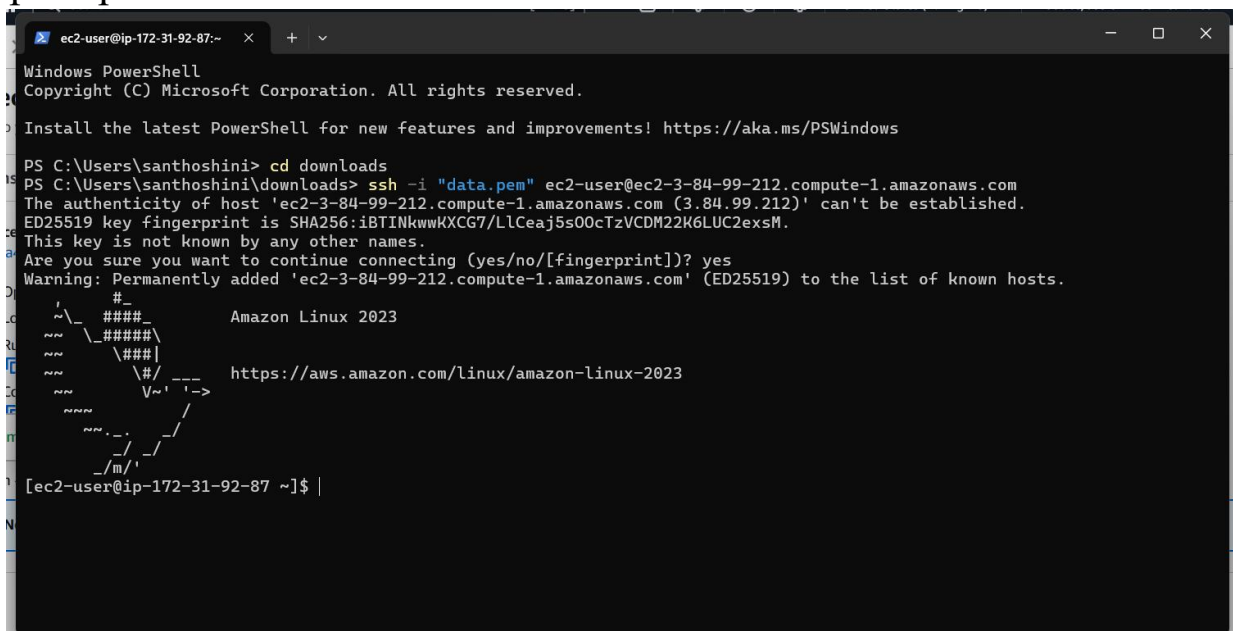 ec2-user@ip-172-31-92-87:~
Windows PowerShell
Copyright (C) Microsoft Corporation. All rights reserved.
Install the latest PowerShell for new features and improvements! https://aka.ms/PSWindows
PS C:\Users\santhoshini> cd downloads
PS C:\Users\santhoshini\downloads> ssh -i "data.pem" ec2-user@ec2-3-84-99-212.compute-1.amazonaws.com
The authenticity of host 'ec2-3-84-99-212.compute-1.amazonaws.com (3.84.99.212)' can't be established.
ED25519 key fingerprint is SHA256:iBTINkwwKXCG7/LlCeaj5sOOcTzVCDM22K6LUC2exsM.
This key is not known by any other names.
Are you sure you want to continue connecting (yes/no/[fingerprint])? yes
Warning: Permanently added 'ec2-3-84-99-212.compute-1.amazonaws.com' (ED25519) to the list of known hosts.
   ,     #_
   ~\_  ####_        Amazon Linux 2023
  ~~  \_#####\
  ~~     \###|
  ~~       \#/ ___   https://aws.amazon.com/linux/amazon-linux-2023
   ~~       V~' '->
    ~~~         /
      ~~._.   _/
         _/ _/
       _/m/'
[ec2-user@ip-172-31-92-87 ~]$